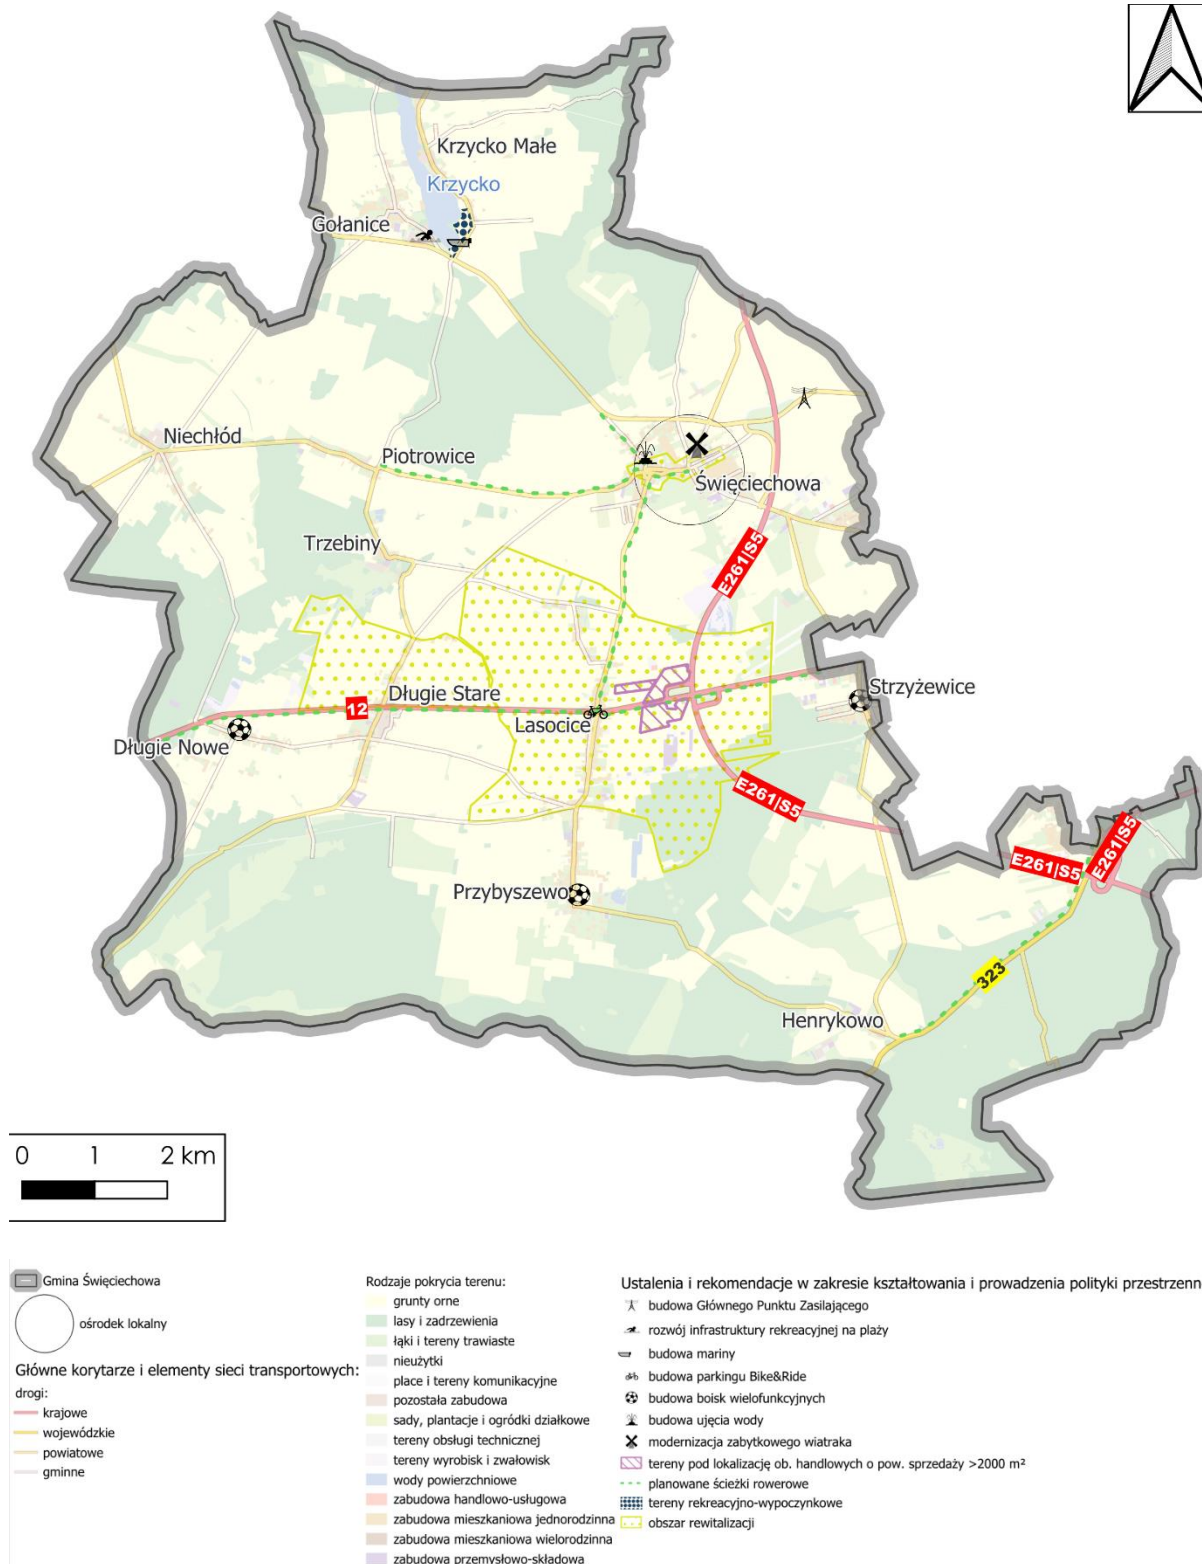 Krzycko Małe
Krzycko
Gołanice
Niechłód
Piotrowice
Święciechowa
Trzebiny
E261|S5
Strzyżewice
Długie Stare
12
Lasocice
Długie Nowe
E261|S5
E261|S5
E261|S5
Przybyszewo
323
Henrykowo
0 1 2 km
Gmina Święciechowa
ośrodek lokalny
Główne korytarze i elementy sieci transportowych:
drogi:
krajowe
wojewódzkie
powiatowe
gminne
Rodzaje pokrycia terenu:
grunty orne
lasy i zadrzewienia
łąki i tereny trawiaste
nieużytki
place i tereny komunikacyjne
pozostała zabudowa
sady, plantacje i ogródki działkowe
tereny obsługi technicznej
tereny wyrobisk i zwałowisk
wody powierzchniowe
zabudowa handlowo-usługowa
zabudowa mieszkaniowa jednorodzinna
zabudowa mieszkaniowa wielorodzinna
zabudowa przemysłowo-składowa
Ustalenia i rekomendacje w zakresie kształtowania i prowadzenia polityki przestrzenn
budowa Głównego Punktu Zasilającego
rozwój infrastruktury rekreacyjnej na plaży
budowa mariny
budowa parkingu Bike&Ride
budowa boisk wielofunkcyjnych
budowa ujęcia wody
modernizacja zabytkowego wiatraka
tereny pod lokalizację ob. handlowych o pow. sprzedaży >2000 m²
planowane ścieżki rowerowe
tereny rekreacyjno-wypoczynkowe
obszar rewitalizacji